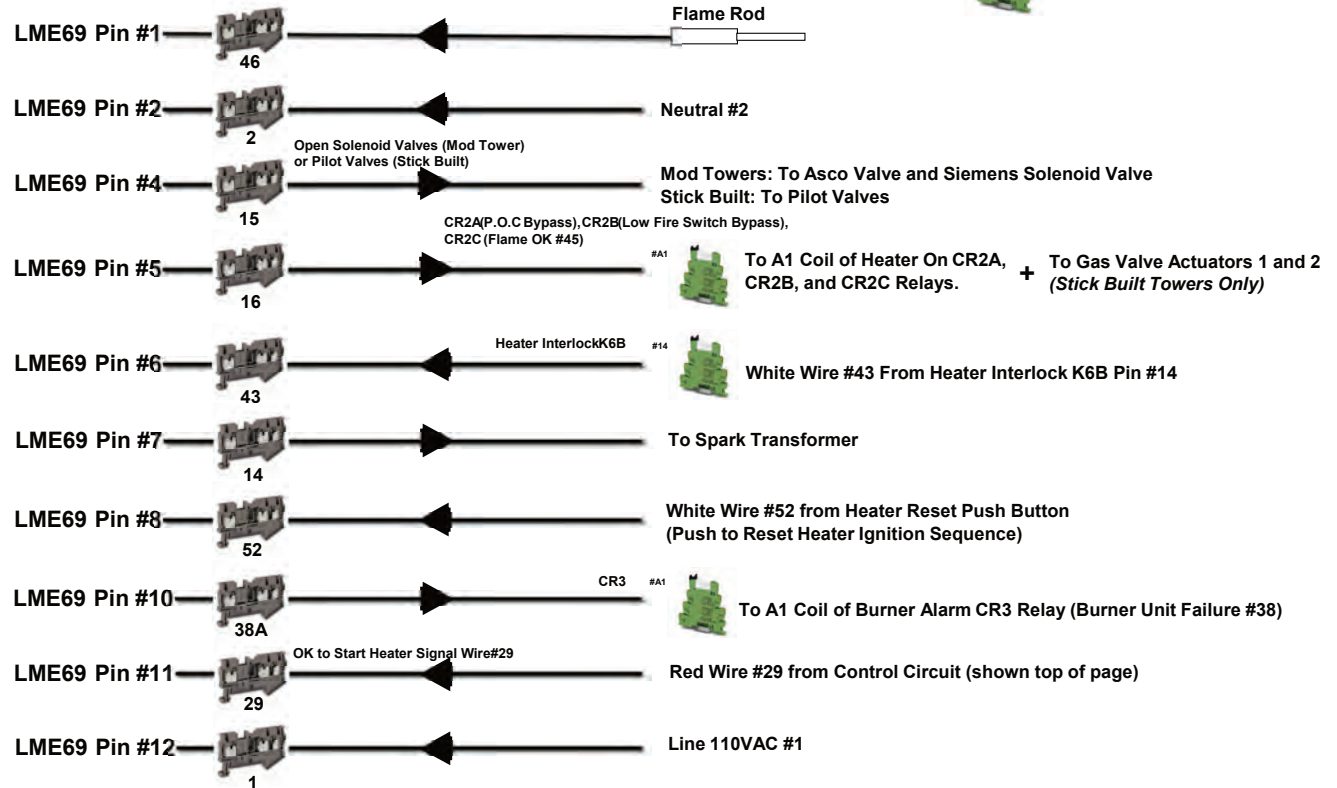 Flame Rod
LME69 Pin #1
46
LME69 Pin #2
Neutral #2
2
Open Solenoid Valves (Mod Tower)
or Pilot Valves (Stick Built)
LME69 Pin #4
Mod Towers: To Asco Valve and Siemens Solenoid Valve
Stick Built: To Pilot Valves
15
CR2A(P.O.C Bypass), CR2B(Low Fire Switch Bypass),
CR2C (Flame OK #45)
LME69 Pin #5
#A1
To A1 Coil of Heater On CR2A,
CR2B, and CR2C Relays.
+
To Gas Valve Actuators 1 and 2
(Stick Built Towers Only)
16
Heater InterlockK6B
#14
LME69 Pin #6
White Wire #43 From Heater Interlock K6B Pin #14
43
LME69 Pin #7
To Spark Transformer
14
LME69 Pin #8
White Wire #52 from Heater Reset Push Button
(Push to Reset Heater Ignition Sequence)
52
CR3
#A1
LME69 Pin #10
To A1 Coil of Burner Alarm CR3 Relay (Burner Unit Failure #38)
38A
OK to Start Heater Signal Wire#29
LME69 Pin #11
Red Wire #29 from Control Circuit (shown top of page)
29
LME69 Pin #12
Line 110VAC #1
1